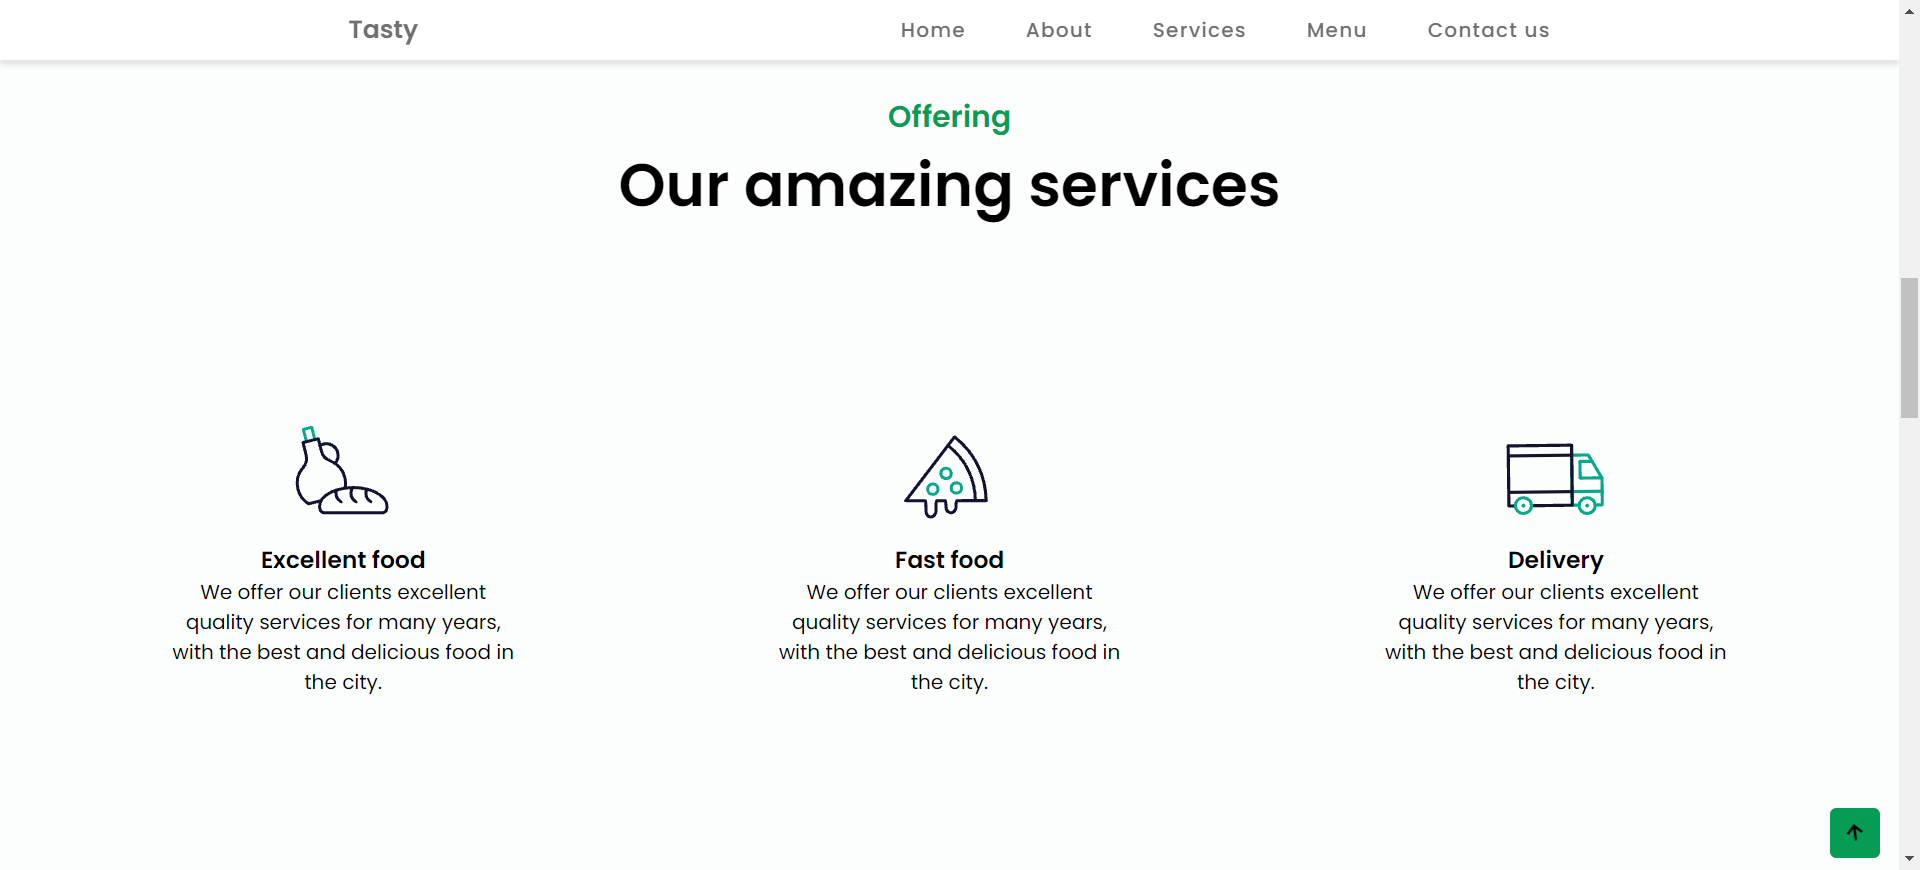 Tasty
Home About Services Menu Contact us
Offering
Our amazing services
Excellent food
We offer our clients excellent
quality services for many years,
with the best and delicious food in
the city.
Fast food
We offer our clients excellent
quality services for many years,
with the best and delicious food in
the city.
Delivery
We offer our clients excellent
quality services for many years,
with the best and delicious food in
the city.